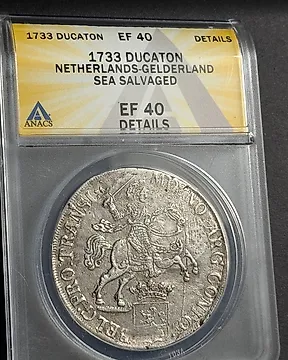 1733 DUCATON EF 40 DETAILS
1733 DUCATON
NETHERLANDS-GELDERLAND
SEA SALVAGED
EF 40
DETAILS
ANACS